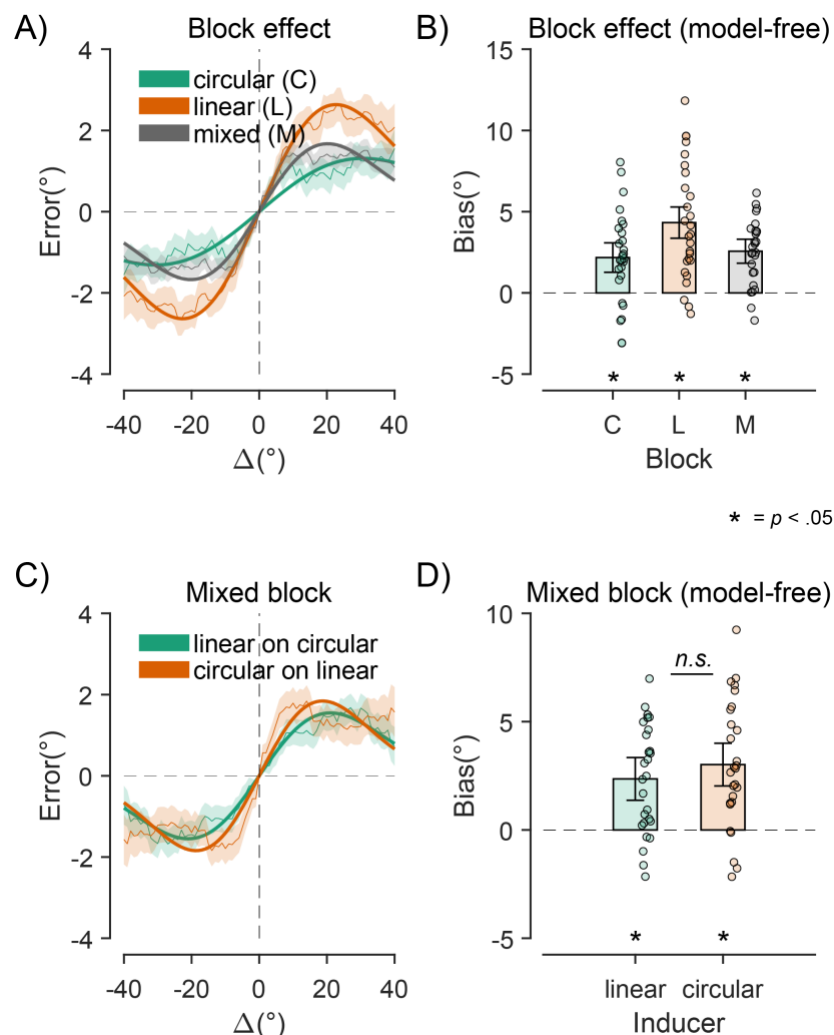 A)
Block effect
circular (C)
linear (L)
mixed (M)
4
2
0
-2
-4
Error(°)
-40 -20 0 20 40
Δ(°)
B)
Block effect (model-free)
15
10
5
0
-5
Bias(°)
* * *
C L M
Block
* = p < .05
C)
Mixed block
linear on circular
circular on linear
4
2
0
-2
-4
Error(°)
-40 -20 0 20 40
Δ(°)
D)
Mixed block (model-free)
n.s.
10
5
0
-5
Bias(°)
* *
linear circular
Inducer